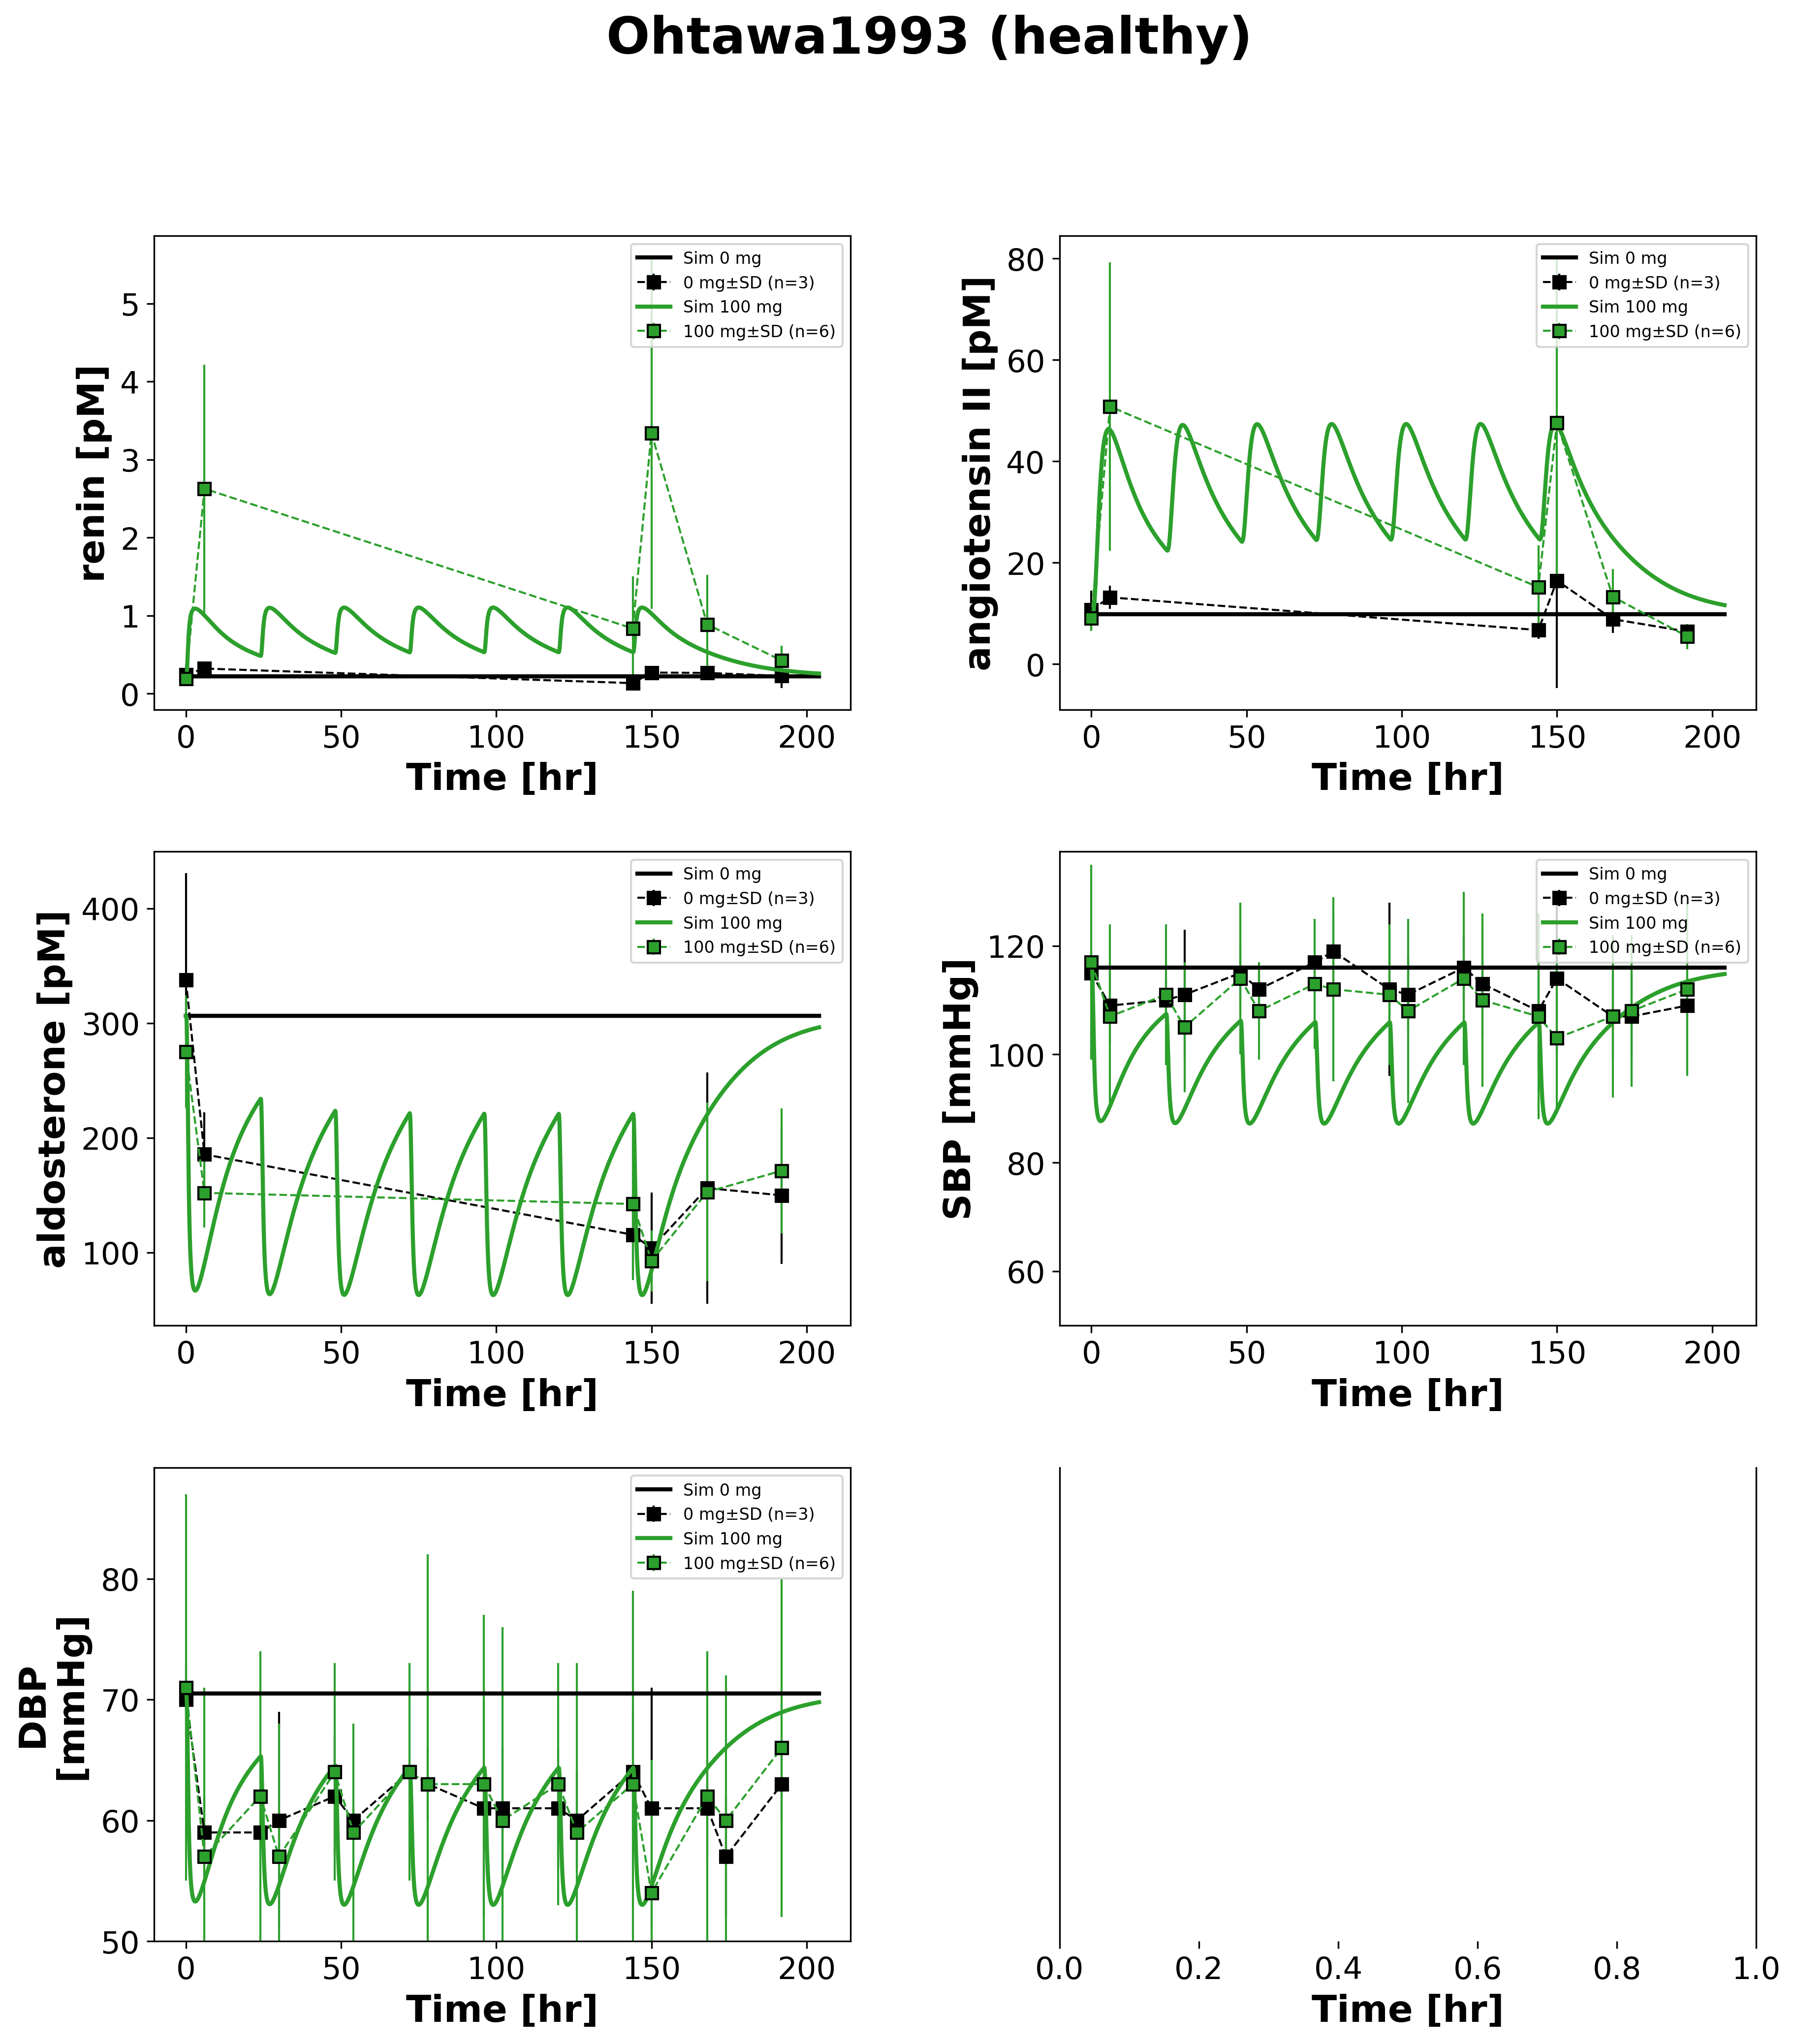 Ohtawa1993 (healthy)
renin [pM]
5
4
3
2
1
0
Sim 0 mg
0 mg±SD (n=3)
Sim 100 mg
100 mg±SD (n=6)
0 50 100 150 200
Time [hr]
angiotensin II [pM]
80
60
40
20
0
Sim 0 mg
0 mg±SD (n=3)
Sim 100 mg
100 mg±SD (n=6)
0 50 100 150 200
Time [hr]
aldosterone [pM]
400
300
200
100
Sim 0 mg
0 mg±SD (n=3)
Sim 100 mg
100 mg±SD (n=6)
0 50 100 150 200
Time [hr]
SBP [mmHg]
120
100
80
60
Sim 0 mg
0 mg±SD (n=3)
Sim 100 mg
100 mg±SD (n=6)
0 50 100 150 200
Time [hr]
DBP
[mmHg]
80
70
60
50
Sim 0 mg
0 mg±SD (n=3)
Sim 100 mg
100 mg±SD (n=6)
0 50 100 150 200
Time [hr]
0.0 0.2 0.4 0.6 0.8 1.0
Time [hr]